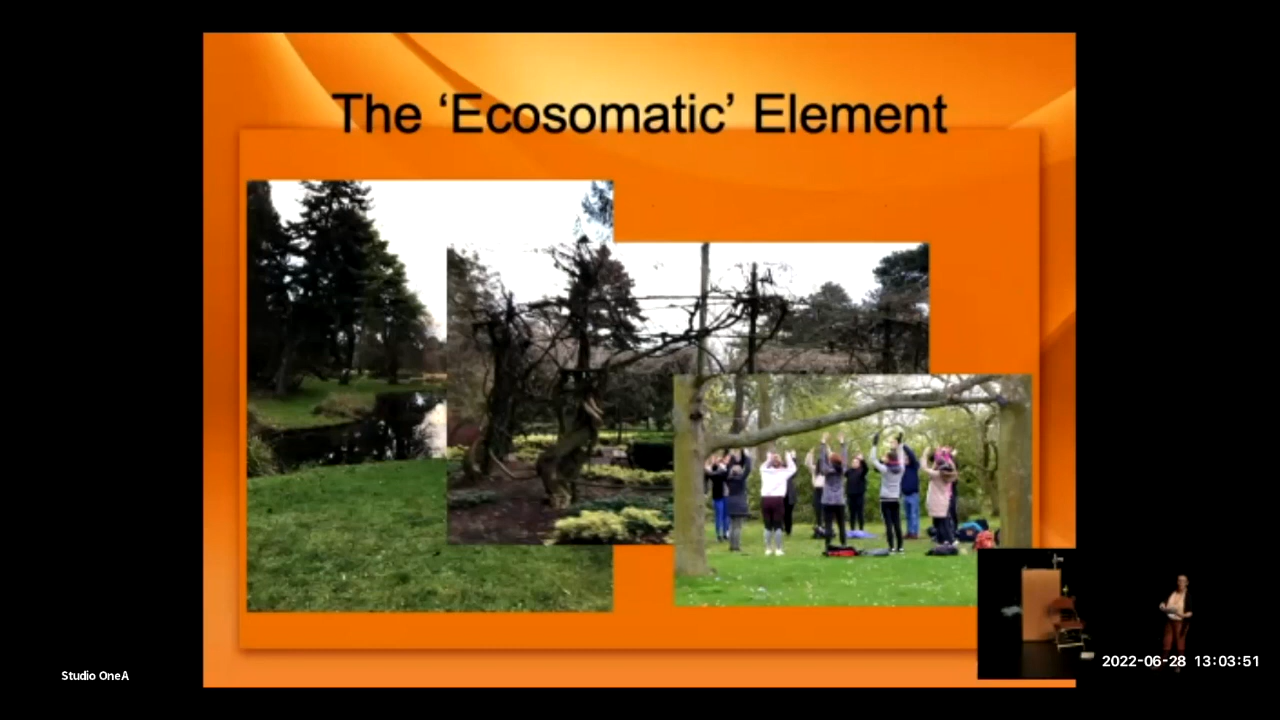 The ‘Ecosomatic’ Element
Studio OneA
2022-06-28 13:03:51